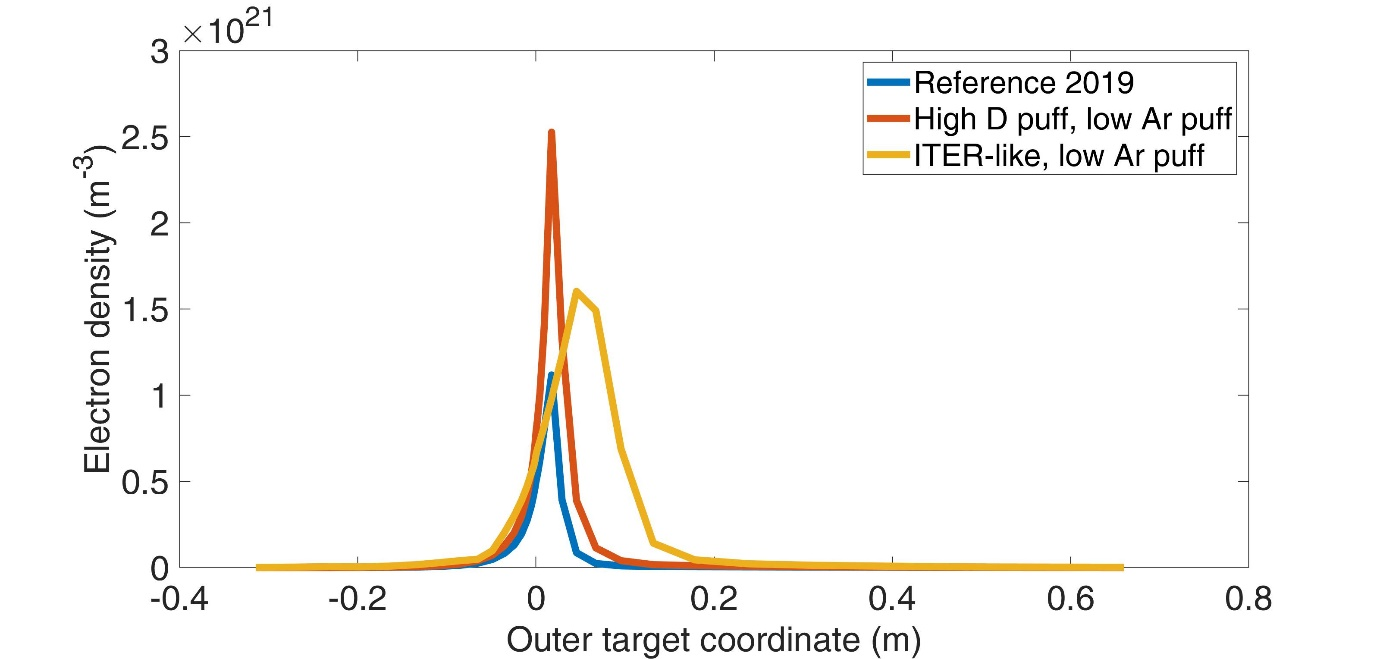 ×10^21
3
2.5
2
1.5
1
0.5
0
Electron density (m^-3)
Reference 2019
High D puff, low Ar puff
ITER-like, low Ar puff
-0.4 -0.2 0 0.2 0.4 0.6 0.8
Outer target coordinate (m)